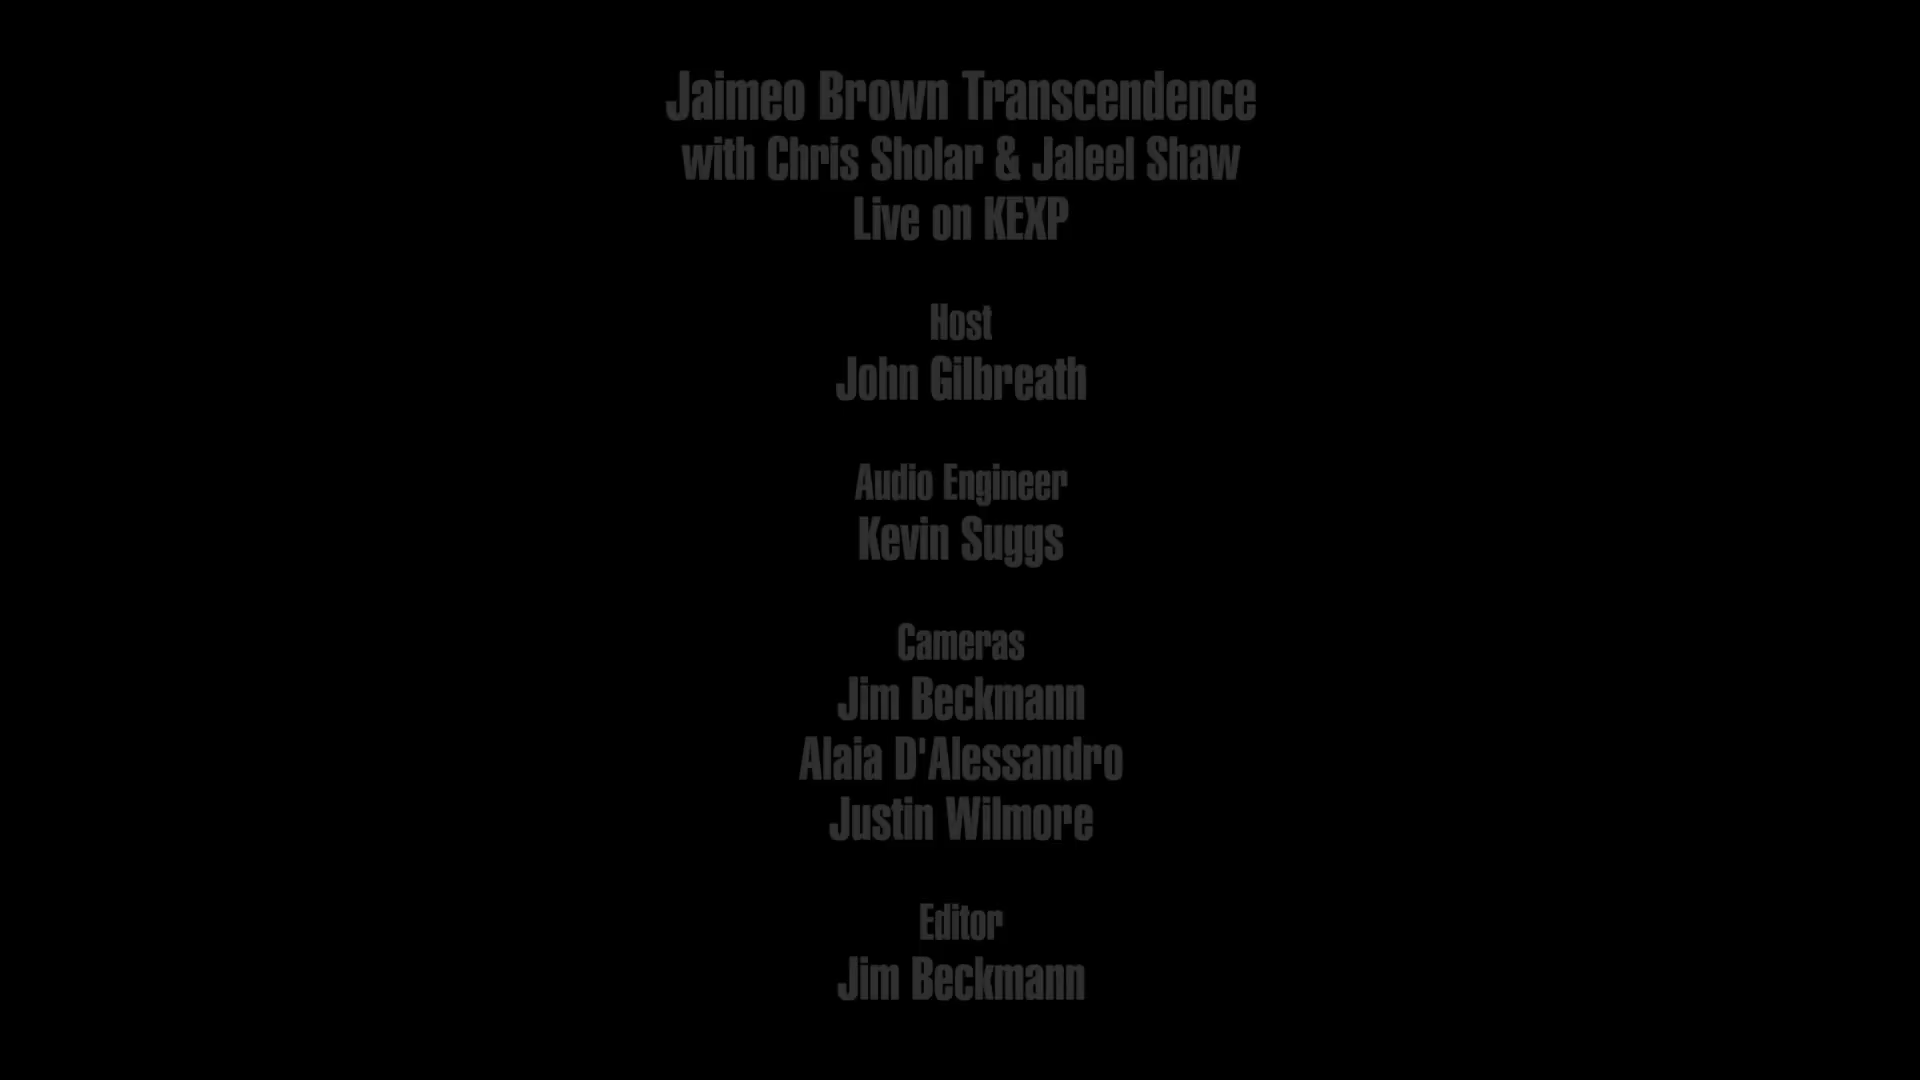 Jaimeo Brown Transcendence
with Chris Sholar & Jaleel Shaw
Live on KEXP
Host
John Gilbreath
Audio Engineer
Kevin Suggs
Cameras
Jim Beckmann
Alaia D'Alessandro
Justin Wilmore
Editor
Jim Beckmann